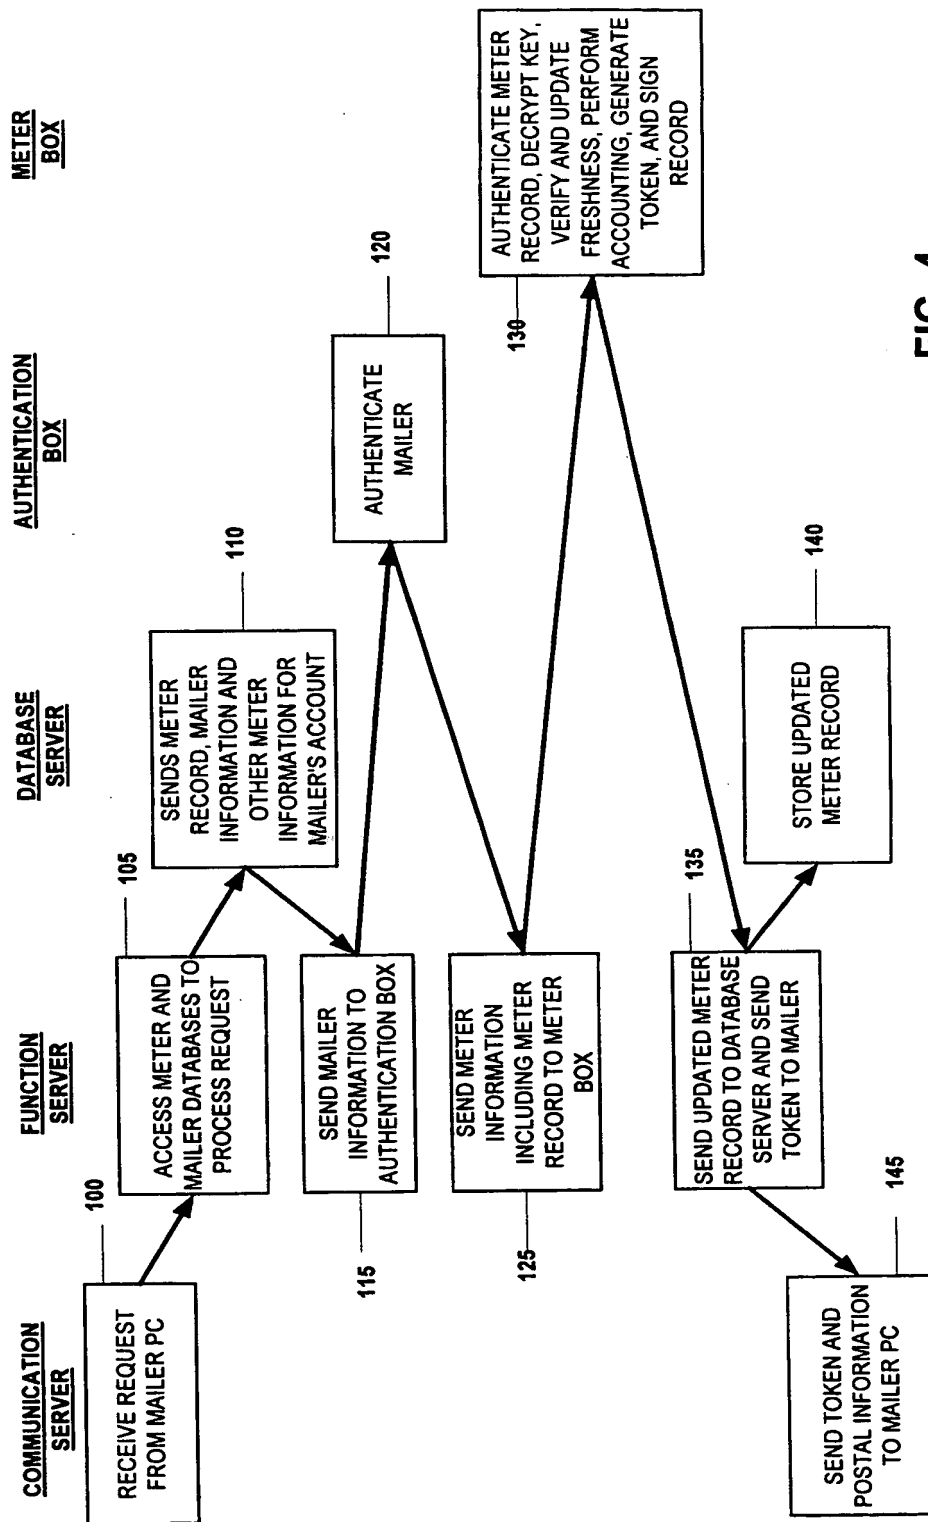 COMMUNICATION
SERVER
FUNCTION
SERVER
DATABASE
SERVER
AUTHENTICATION
BOX
METER
BOX
100
RECEIVE REQUEST
FROM MAILER PC
105
ACCESS METER AND
MAILER DATABASES TO
PROCESS REQUEST
110
SENDS METER
RECORD, MAILER
INFORMATION AND
OTHER METER
INFORMATION FOR
MAILER'S ACCOUNT
115
SEND MAILER
INFORMATION TO
AUTHENTICATION BOX
120
AUTHENTICATE
MAILER
125
SEND METER
INFORMATION
INCLUDING METER
RECORD TO METER
BOX
130
AUTHENTICATE METER
RECORD, DECRYPT KEY,
VERIFY AND UPDATE
FRESHNESS, PERFORM
ACCOUNTING, GENERATE
TOKEN, AND SIGN
RECORD
135
SEND UPDATED METER
RECORD TO DATABASE
SERVER AND SEND
TOKEN TO MAILER
140
STORE UPDATED
METER RECORD
145
SEND TOKEN AND
POSTAL INFORMATION
TO MAILER PC
FIG. 4